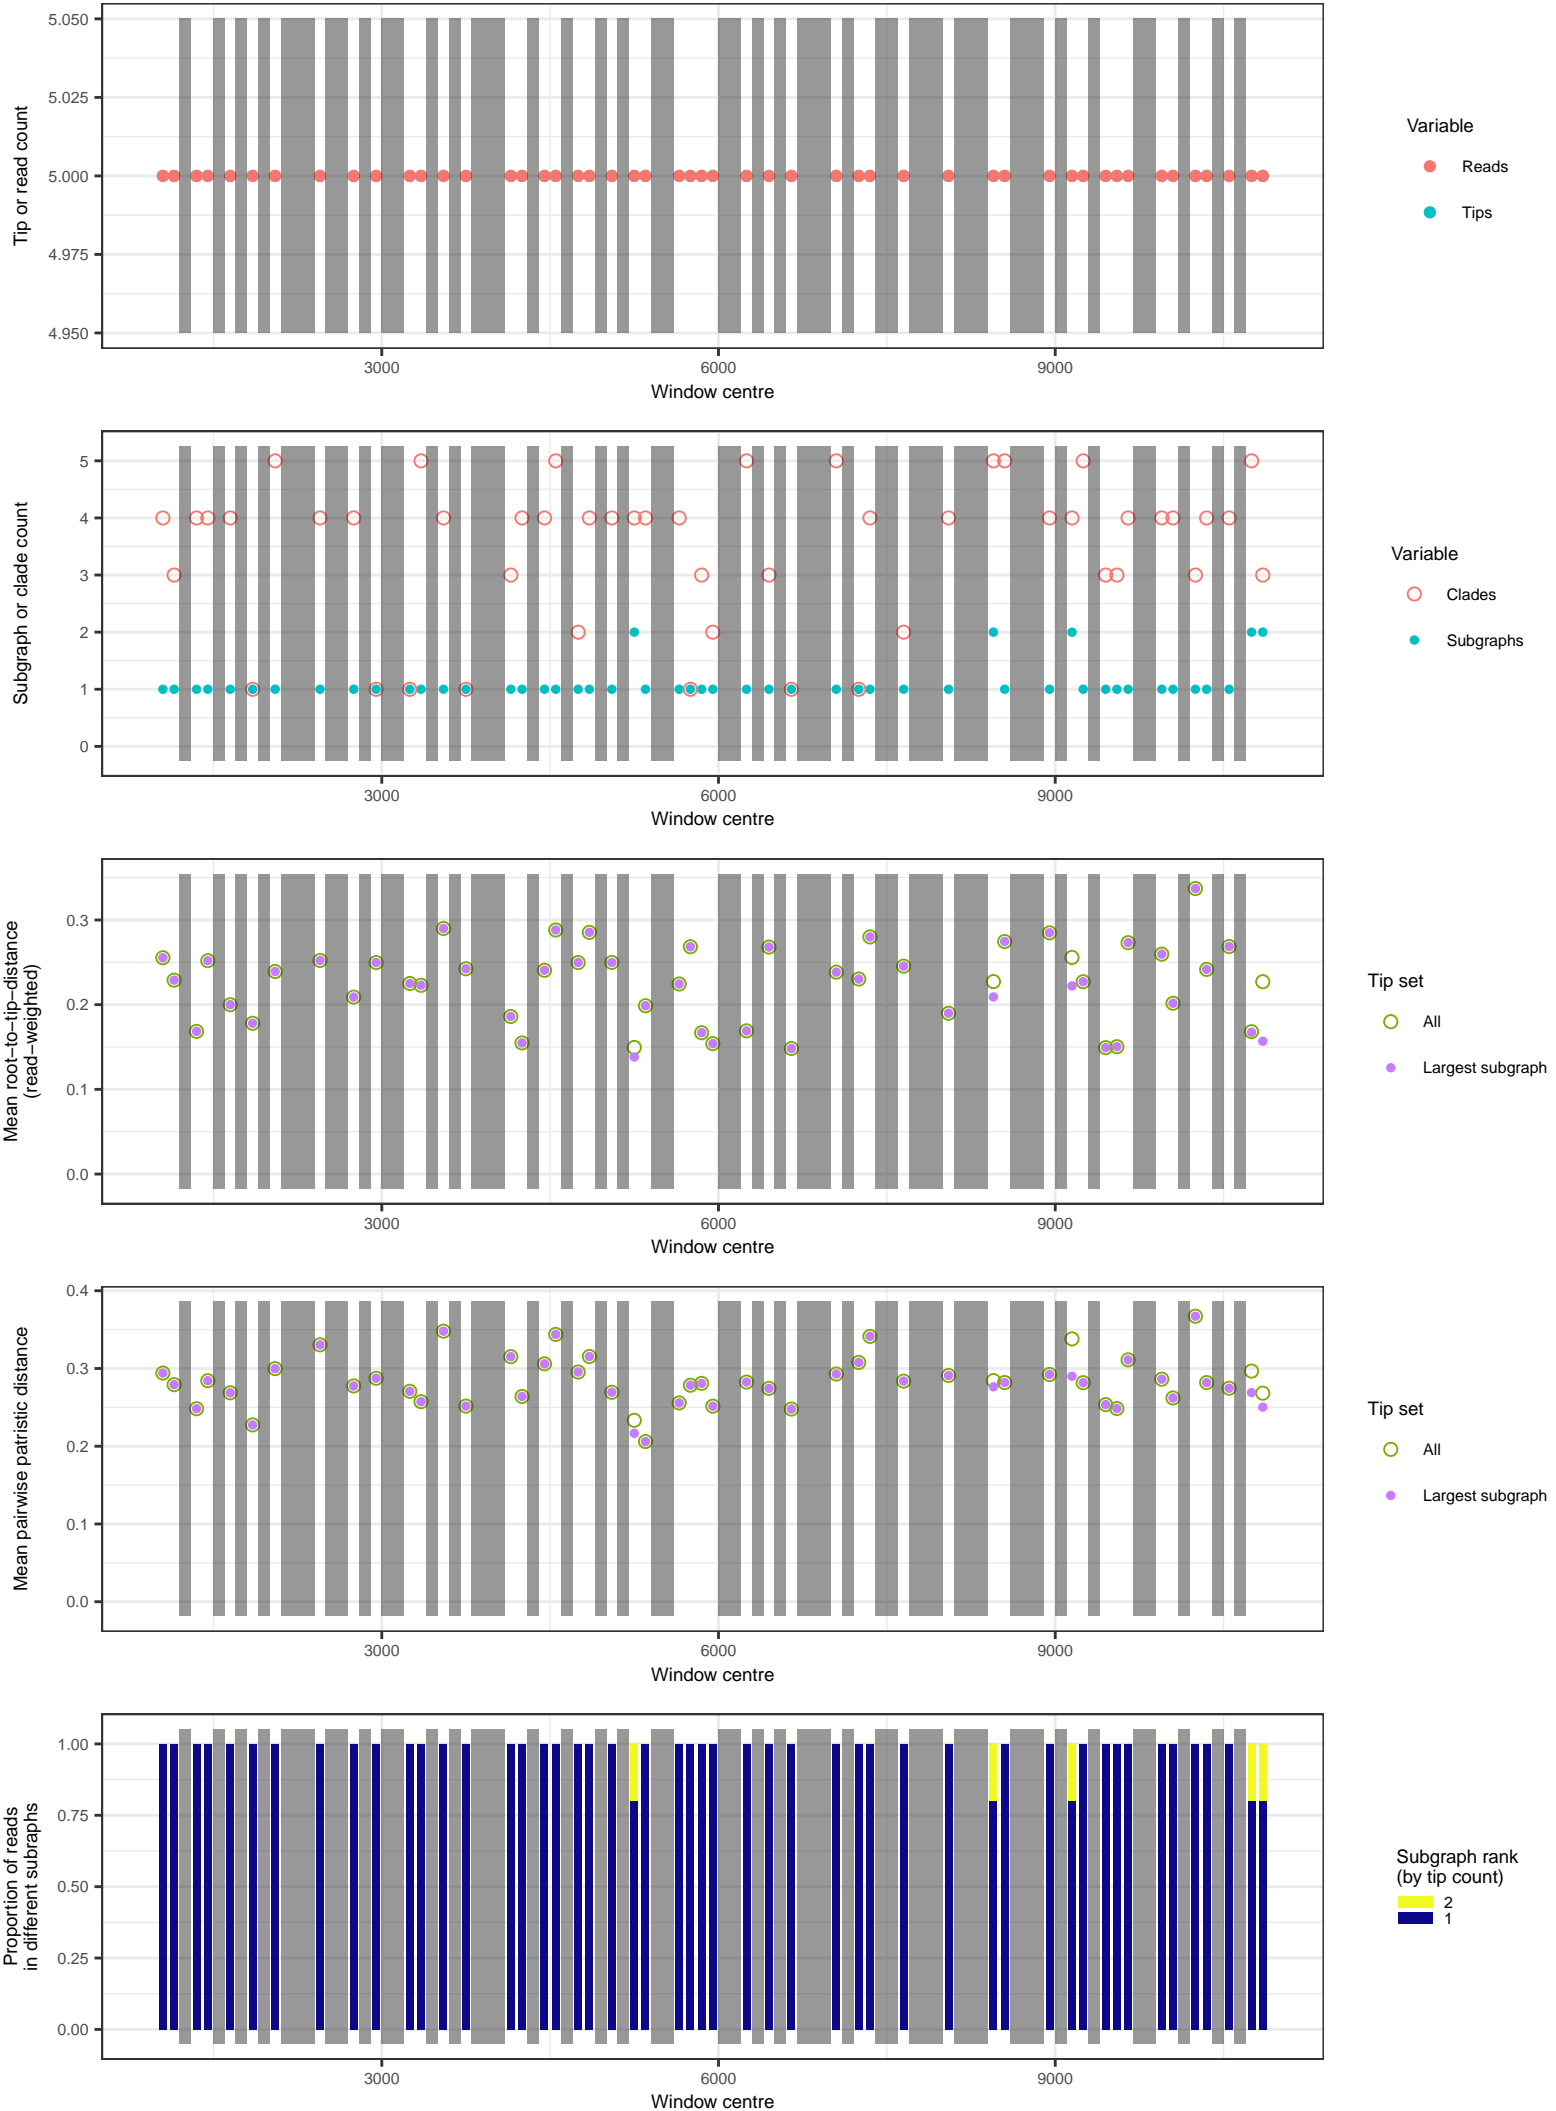 5.050
5.025
5.000
4.975
4.950
Tip or read count
3000
6000
9000
Window centre
Variable
Reads
Tips
5
4
3
2
1
0
Subgraph or clade count
3000
6000
9000
Window centre
Variable
Clades
Subgraphs
0.3
0.2
0.1
0.0
Mean root−to−tip−distance
(read−weighted)
3000
6000
9000
Window centre
Tip set
All
Largest subgraph
0.4
0.3
0.2
0.1
0.0
Mean pairwise patristic distance
3000
6000
9000
Window centre
Tip set
All
Largest subgraph
1.00
0.75
0.50
0.25
0.00
Proportion of reads
in different subraphs
3000
6000
9000
Window centre
Subgraph rank
(by tip count)
2
1